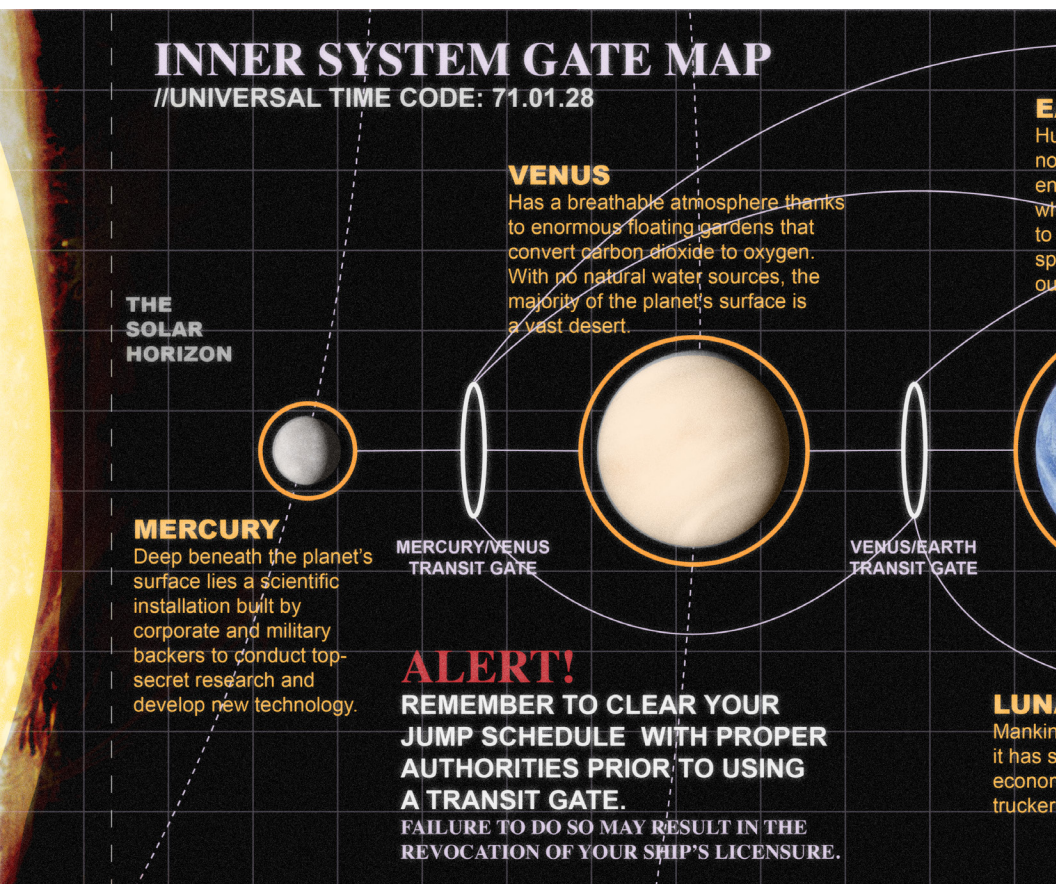 INNER SYSTEM GATE MAP
//UNIVERSAL TIME CODE: 71.01.28
VENUS
Has a breathable atmosphere thanks
to enormous floating gardens that
convert carbon dioxide to oxygen.
With no natural water sources, the
majority of the planet's surface is
a vast desert.
to
THE
SOLAR
HORIZON
MERCURY
Deep beneath the planet's
surface lies a scientific
installation built by
corporate and military
backers to conduct top-
secret research and
develop new technology.
MERCURY/VENUS
TRANSIT GATE
VENUS/EARTH
TRANSIT GATE
ALERT!
REMEMBER TO CLEAR YOUR
JUMP SCHEDULE WITH PROPER
AUTHORITIES PRIOR TO USING
A TRANSIT GATE.
FAILURE TO DO SO MAY RESULT IN THE
REVOCATION OF YOUR SHIP'S LICENSURE.
it has